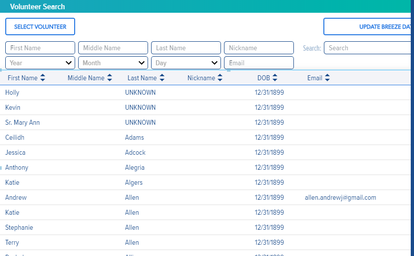 Volunteer Search
SELECT VOLUNTEER UPDATE BREEZE DA
First Name Middle Name Last Name Nickname Search: Search
Year Month Day Email
First Name Middle Name Last Name Nickname DOB Email
Holly UNKNOWN 12/31/1899
Kevin UNKNOWN 12/31/1899
Sr. Mary Ann UNKNOWN 12/31/1899
Ceilidh Adams 12/31/1899
Jessica Adcock 12/31/1899
Anthony Alegria 12/31/1899
Katie Algers 12/31/1899
Andrew Allen 12/31/1899 allen.andrewj@gmail.com
Katie Allen 12/31/1899
Stephanie Allen 12/31/1899
Terry Allen 12/31/1899